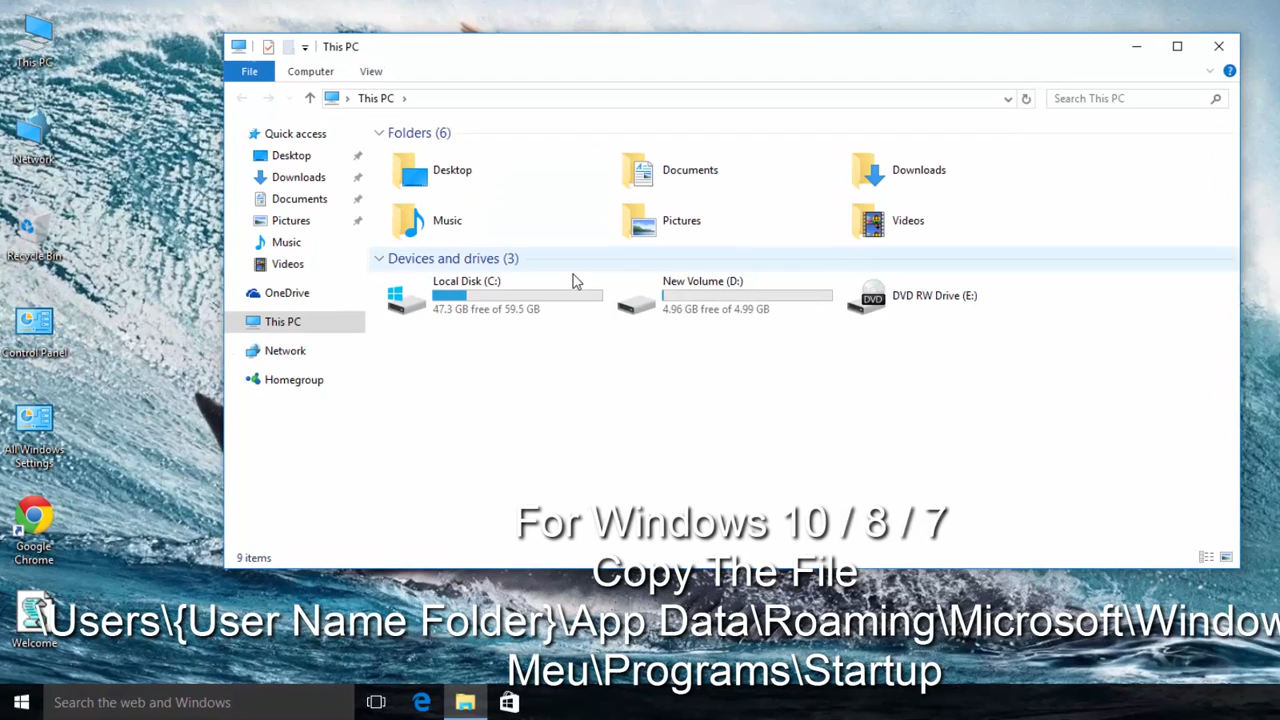 This PC
This PC
File
Computer
View
This PC
Search This PC
Network
Recycle Bin
Control Panel
All Windows
Settings
Google
Chrome
Welcome
Quick access
Desktop
Downloads
Documents
Pictures
Music
Videos
OneDrive
This PC
Network
Homegroup
Folders (6)
Desktop
Documents
Downloads
Music
Pictures
Videos
Devices and drives (3)
Local Disk (C:)
47.3 GB free of 59.5 GB
New Volume (D:)
4.96 GB free of 4.99 GB
DVD
DVD RW Drive (E:)
9 items
For Windows 10 / 8 / 7
Copy The File
\Users\{User Name Folder}\App Data\Roaming\Microsoft\Window
Meu\Programs\Startup
Search the web and Windows